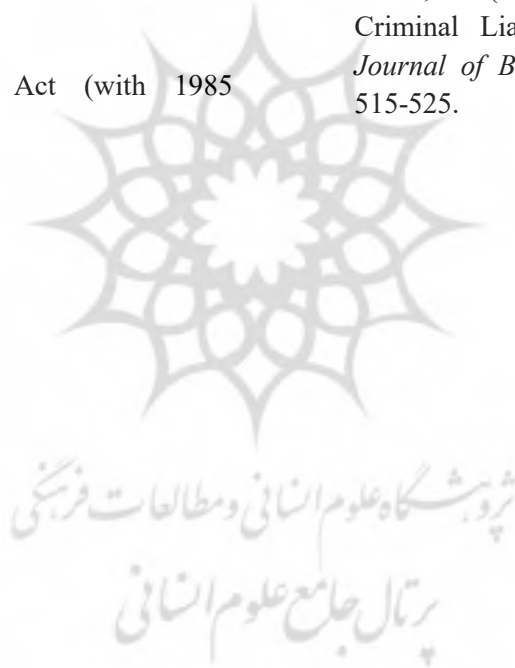 Criminal Lia
Act (with 1985
Journal of B
515-525.
پژوهشگاه علوم انسانی و مطالعات فرهنگی
پرتال جامع علوم انسانی